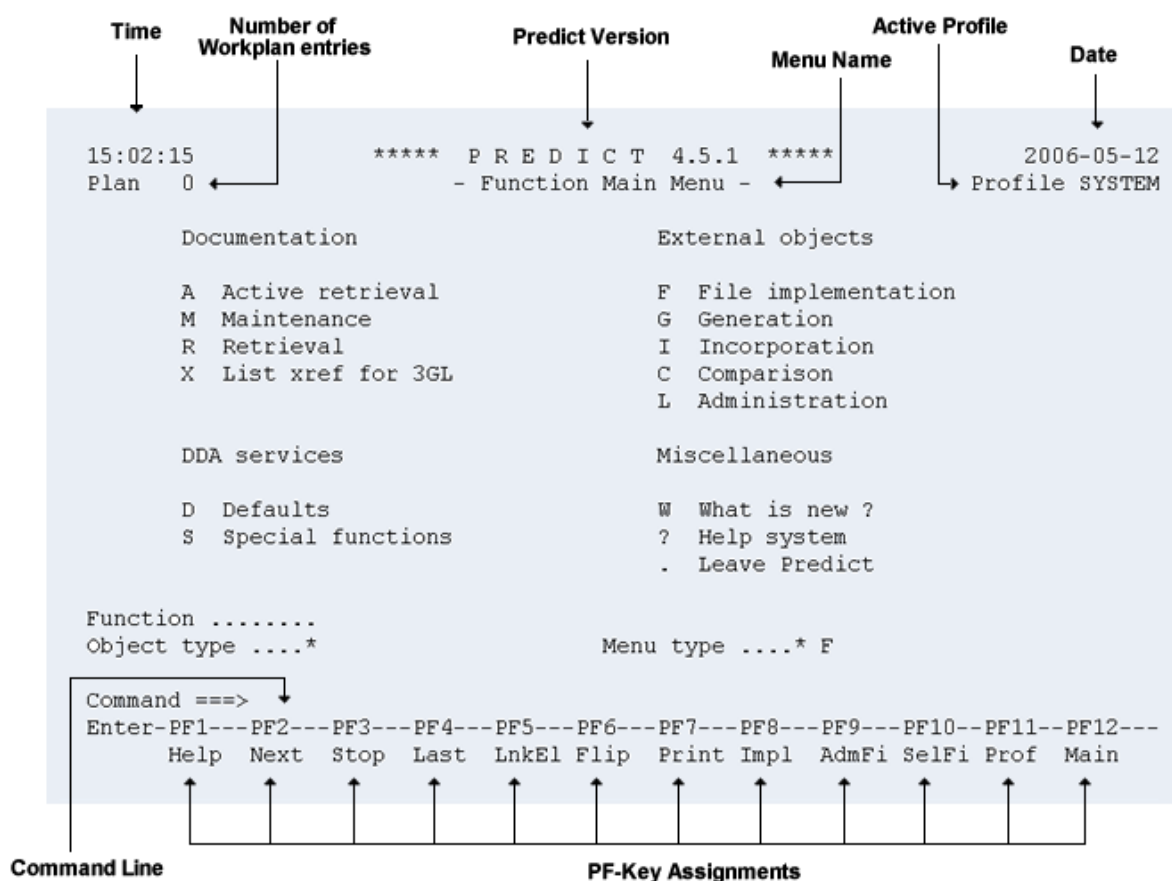 Time
Number of
Workplan entries
Predict Version
Active Profile
Menu Name
Date
15:02:15 ***** P R E D I C T 4.5.1 ***** 2006-05-12
Plan 0 - Function Main Menu - Profile SYSTEM
Documentation External objects
A Active retrieval F File implementation
M Maintenance G Generation
R Retrieval I Incorporation
X List xref for 3GL C Comparison
L Administration
DDA services Miscellaneous
D Defaults W What is new ?
S Special functions ? Help system
. Leave Predict
Function ........
Object type ....* Menu type ....* F
Command ===>
Enter-PF1---PF2---PF3---PF4---PF5---PF6---PF7---PF8---PF9---PF10--PF11--PF12---
Help Next Stop Last LnkEl Flip Print Impl AdmFi SelFi Prof Main
Command Line
PF-Key Assignments